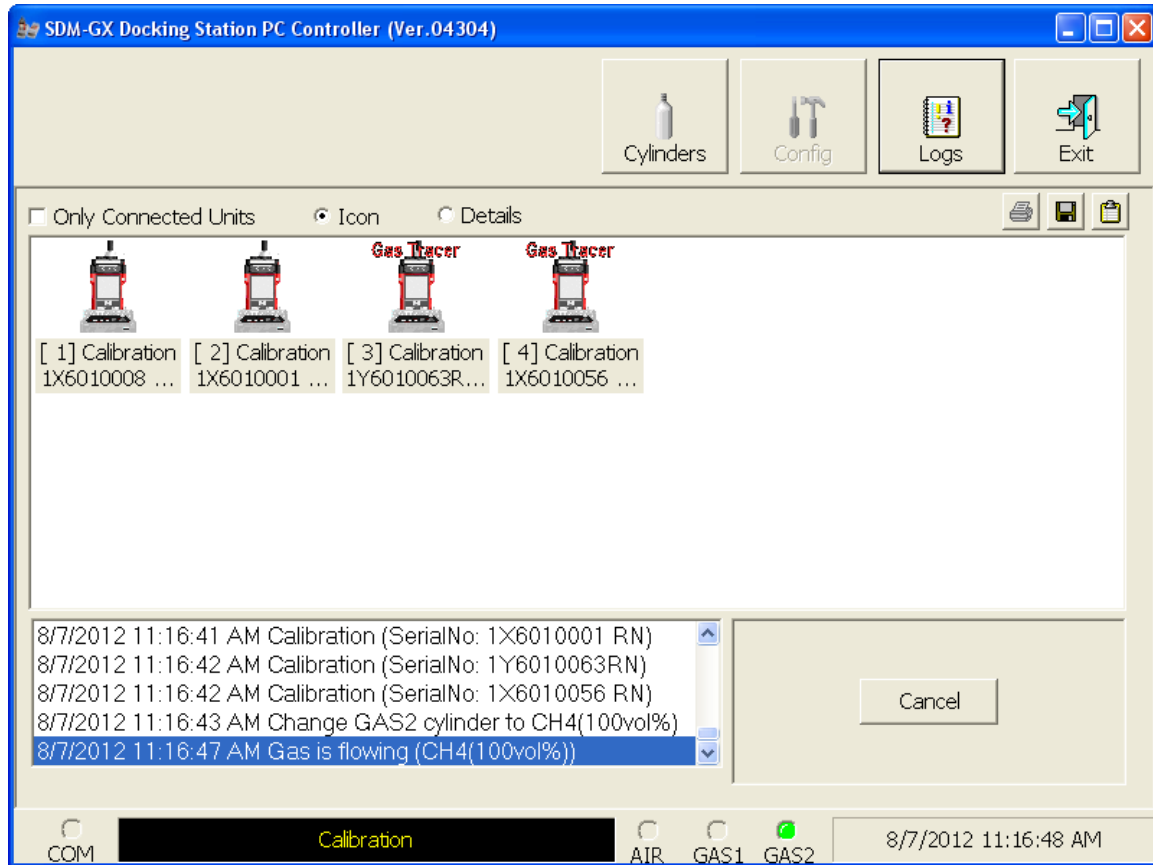 SDM-GX Docking Station PC Controller (Ver.04304)
Cylinders
Config
Logs
Exit
Only Connected Units
Icon
Details
Gas Tracer
Gas Tracer
[ 1] Calibration
1X6010008 ...
[ 2] Calibration
1X6010001 ...
[ 3] Calibration
1Y6010063R...
[ 4] Calibration
1X6010056 ...
8/7/2012 11:16:41 AM Calibration (SerialNo: 1X6010001 RN)
8/7/2012 11:16:42 AM Calibration (SerialNo: 1Y6010063RN)
8/7/2012 11:16:42 AM Calibration (SerialNo: 1X6010056 RN)
8/7/2012 11:16:43 AM Change GAS2 cylinder to CH4(100vol%)
8/7/2012 11:16:47 AM Gas is flowing (CH4(100vol%))
Cancel
COM
Calibration
AIR
GAS1
GAS2
8/7/2012 11:16:48 AM